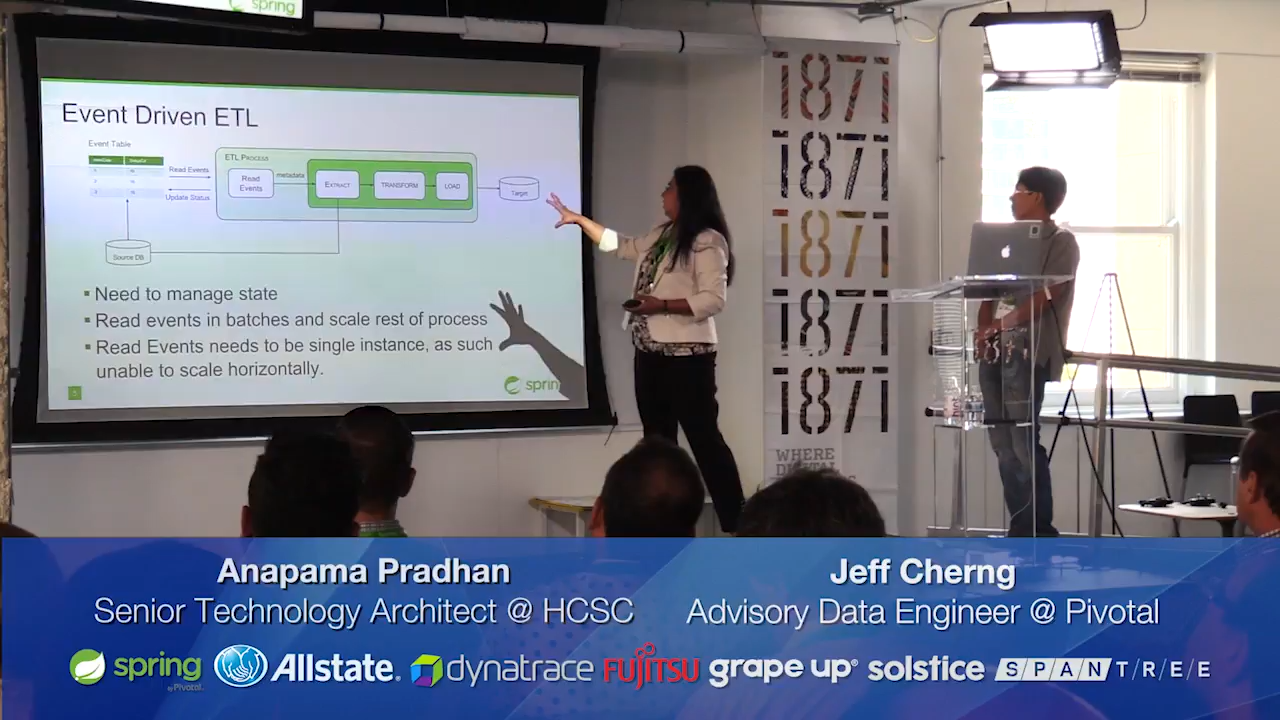 spring
Event Driven ETL
Event Table
ETL PROCESS
Read Events
Update Status
Read
Events
metadata
EXTRACT
TRANSFORM
LOAD
Target
Source DB
Need to manage state
Read events in batches and scale rest of process
Read Events needs to be single instance, as such
unable to scale horizontally.
spring
1871
1871
1871
1871
1871
WHERE
Anapama Pradhan
Senior Technology Architect @ HCSC
Jeff Cherng
Advisory Data Engineer @ Pivotal
spring
by Pivotal
Allstate.
dynatrace
FUJITSU
grape up®
solstice
SPANTREE